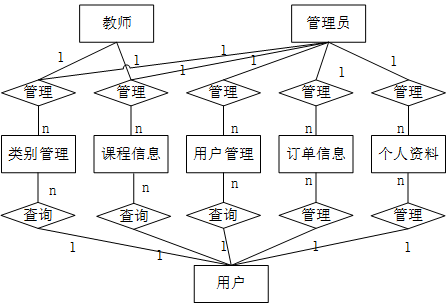 教师 管理员
1 1 1 1 1 1 1
管理 管理 管理 管理 管理
n n n n n
类别管理 课程信息 用户管理 订单信息 个人资料
n n n n n
查询 查询 查询 管理 管理
1 1 1 1 1
用户